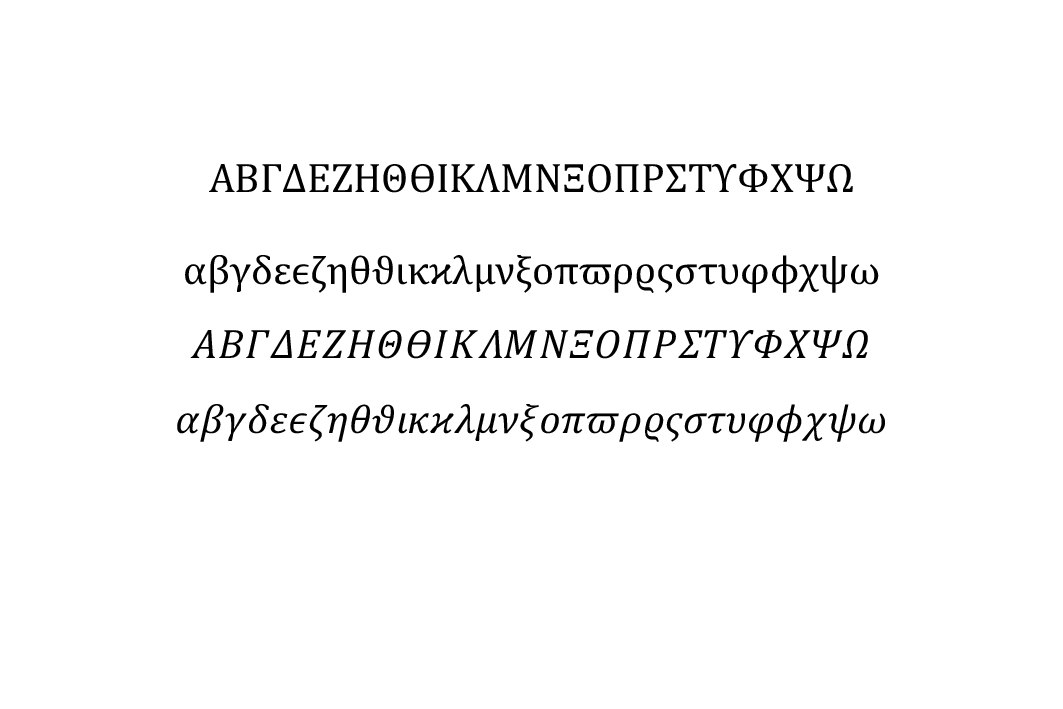 ΑΒΓΔΕΖΗΘϴΙΚΛΜΝΞΟΠΡΣΤΥΦΧΨΩ
αβγδεϵζηθϑικϰλμνξοπϖρϱςστυφϕχψω
𝛢𝛣𝛤𝛥𝛦𝛧𝛨𝛩𝛳𝛪𝛫𝛬𝛭𝛮𝛯𝛰𝛱𝛲𝛴𝛵𝛶𝛷𝛸𝛹𝛺
𝛼𝛽𝛾𝛿𝜀𝜖𝜁𝜂𝜃𝜗𝜄𝜅𝜘𝜆𝜇𝜈𝜉𝜊𝜋𝜛𝜌𝜚𝜍𝜎𝜏𝜐𝜑𝜙𝜒𝜓𝜔